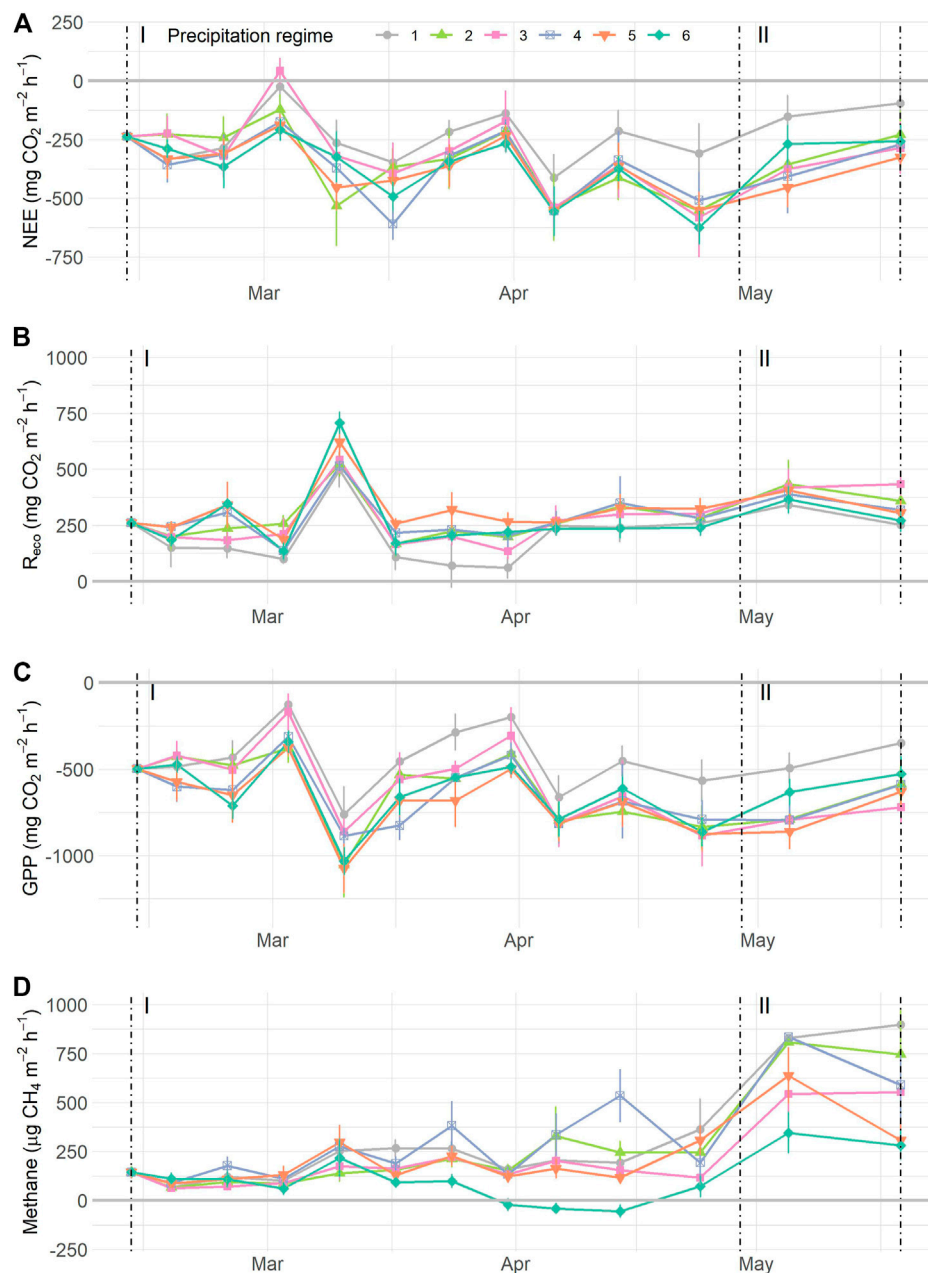 A
I Precipitation regime 1 2 3 4 5 6 II
250
0
-250
-500
-750
NEE (mg CO₂ m⁻² h⁻¹)
Mar Apr May
B
I II
1000
750
500
250
0
Reco (mg CO₂ m⁻² h⁻¹)
Mar Apr May
C
I II
0
-500
-1000
GPP (mg CO₂ m⁻² h⁻¹)
Mar Apr May
D
I II
1000
750
500
250
0
-250
Methane (µg CH₄ m⁻² h⁻¹)
Mar Apr May